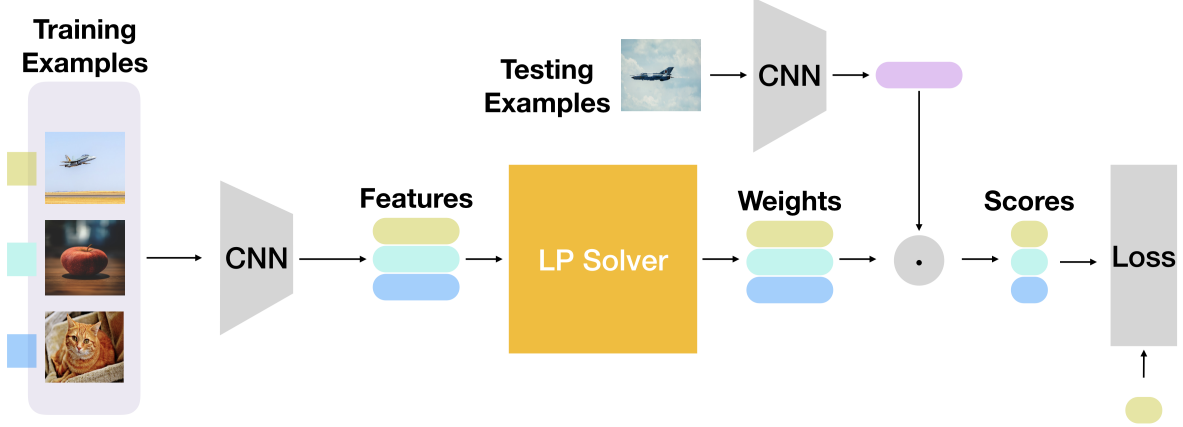 Training
Examples
Testing
Examples
CNN
CNN
Features
LP Solver
Weights
Scores
Loss